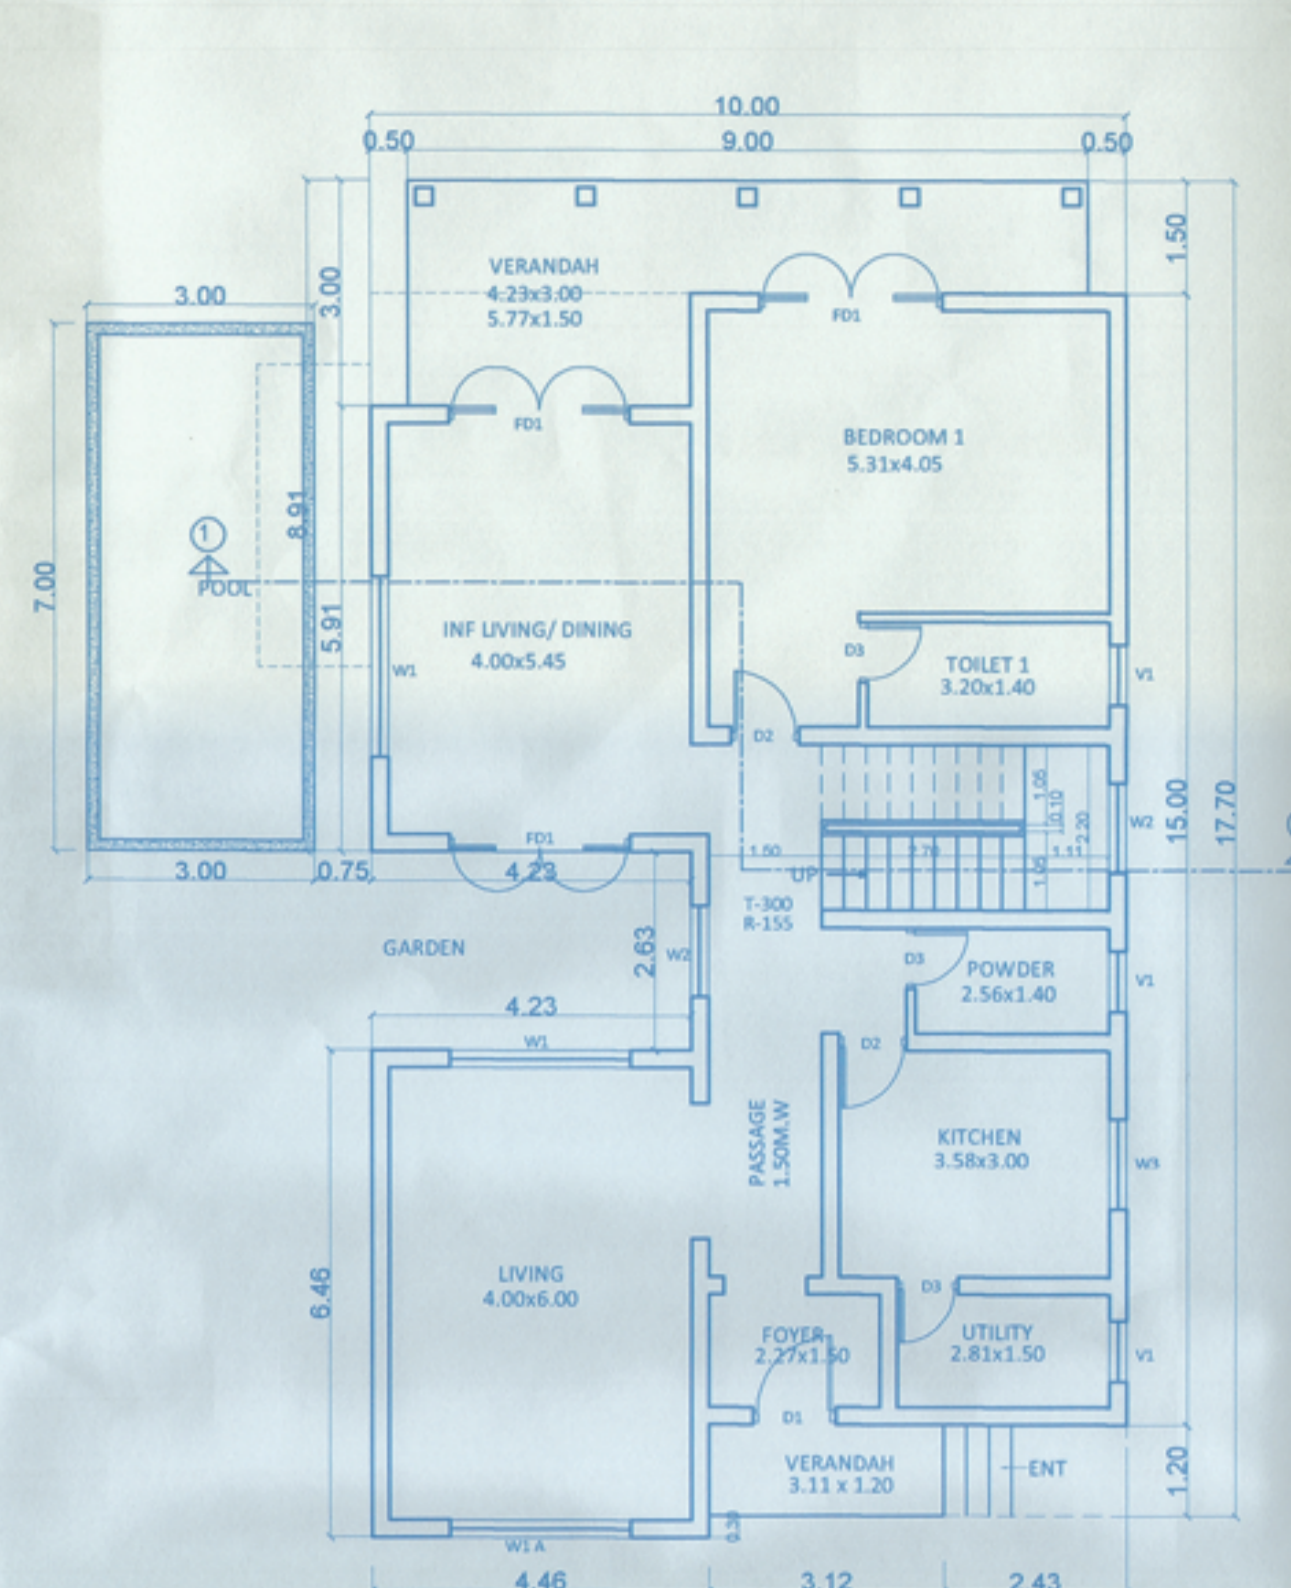 10.00
0.50
9.00
0.50
1.50
3.00
VERANDAH
4.23x3.00
5.77x1.50
3.00
FD1
FD1
BEDROOM 1
5.31x4.05
8.91
1
POOL
7.00
5.91
INF LIVING/ DINING
4.00x5.45
W1
D3
TOILET 1
3.20x1.40
V1
D2
15.00
17.70
1.05
0.10
2.20
W2
FD1
1.50
2.70
1.11
3.00
0.75
4.23
UP
1.05
T-300
R-155
GARDEN
2.63
W2
D3
POWDER
2.56x1.40
V1
4.23
W1
D2
PASSAGE
1.50M.W
KITCHEN
3.58x3.00
W3
6.46
LIVING
4.00x6.00
D3
FOYER
2.27x1.50
UTILITY
2.81x1.50
V1
D1
VERANDAH
3.11 x 1.20
ENT
1.20
0.30
W1 A
4.46
3.12
2.43